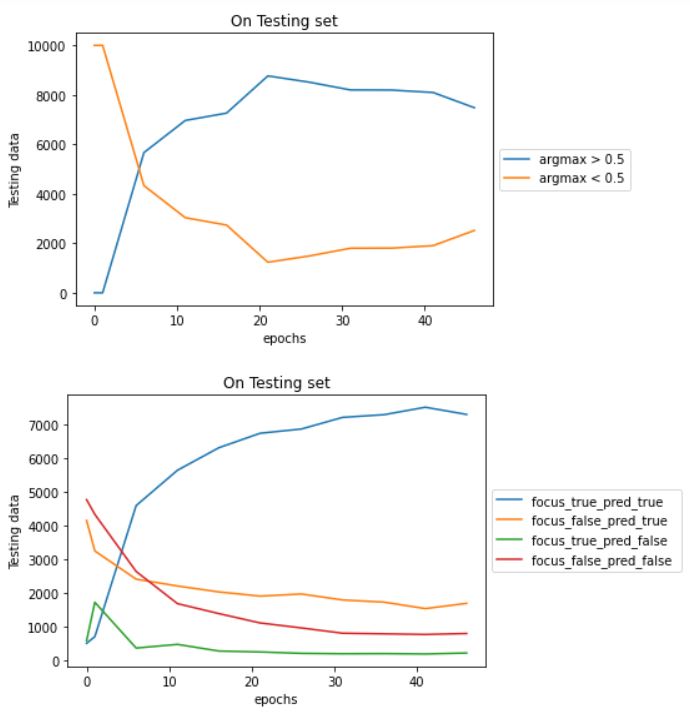 On Testing set
10000
8000
6000
4000
2000
0
Testing data
0 10 20 30 40
epochs
argmax > 0.5
argmax < 0.5
On Testing set
7000
6000
5000
4000
3000
2000
1000
0
Testing data
0 10 20 30 40
epochs
focus_true_pred_true
focus_false_pred_true
focus_true_pred_false
focus_false_pred_false